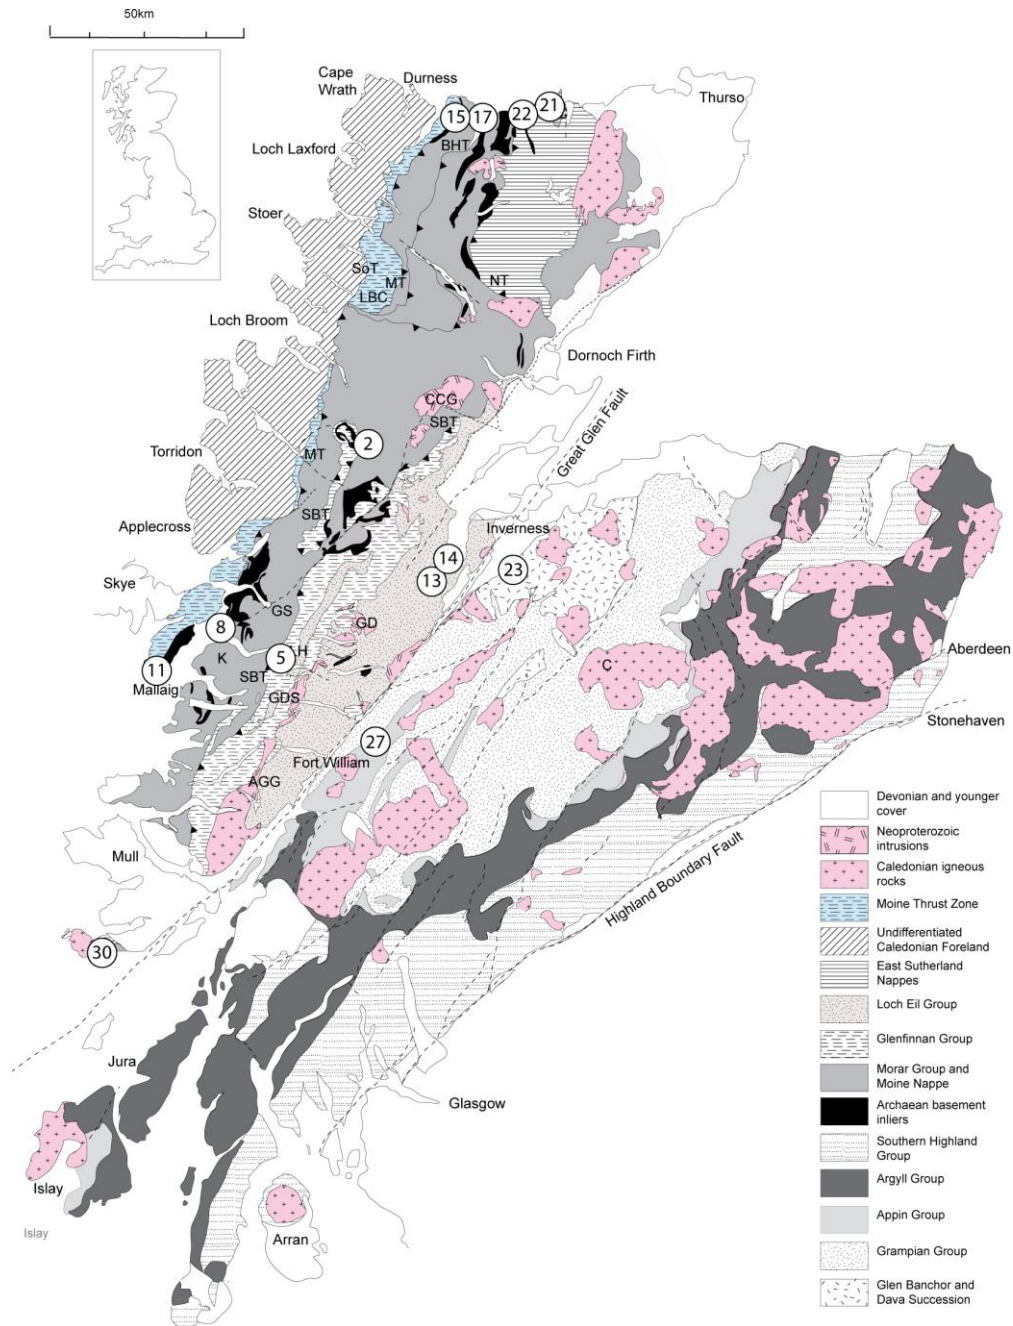 50km
Cape
Wrath
Durness
Thurso
15
17
22
21
BHT
Loch Laxford
Stoer
SoT
MT
LBC
NT
Loch Broom
Dornoch Firth
CCG
SBT
Great Glen Fault
2
Torridon
MT
SBT
Applecross
Inverness
14
13
23
Skye
GS
8
GD
K
5
LH
C
Aberdeen
11
SBT
Mallaig
GDS
Stonehaven
27
Fort William
AGG
Mull
Highland Boundary Fault
30
Jura
Glasgow
Islay
Islay
Arran
Devonian and younger
cover
Neoproterozoic
intrusions
Caledonian igneous
rocks
Moine Thrust Zone
Undifferentiated
Caledonian Foreland
East Sutherland
Nappes
Loch Eil Group
Glenfinnan Group
Morar Group and
Moine Nappe
Archaean basement
inliers
Southern Highland
Group
Argyll Group
Appin Group
Grampian Group
Glen Banchor and
Dava Succession